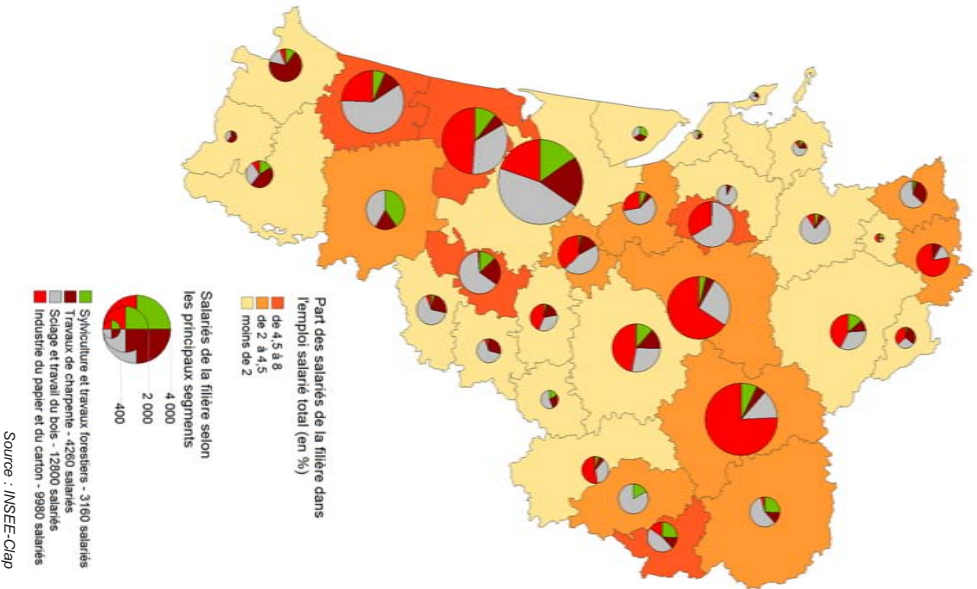 Part des salariés de la filière dans
l'emploi salarié total (en %)
de 4,5 à 8
de 2 à 4,5
moins de 2
Salariés de la filière selon
les principaux segments
4 000
2 000
400
Sylviculture et travaux forestiers - 3160 salariés
Travaux de charpente - 4260 salariés
Sciage et travail du bois - 12800 salariés
Industrie du papier et du carton - 9980 salariés
Source : INSEE-Clap